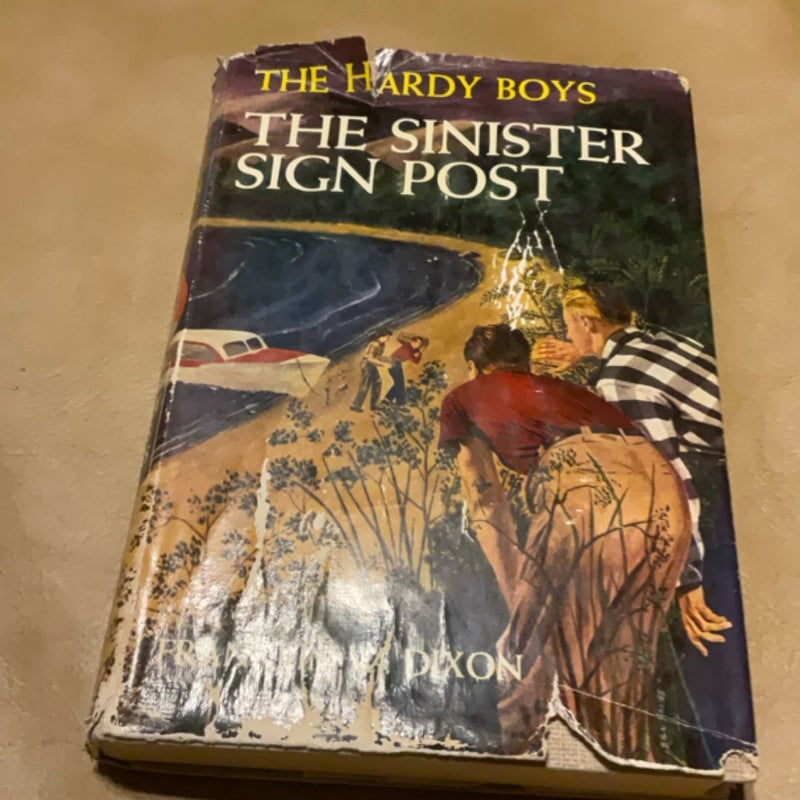 THE HARDY BOYS
THE SINISTER
SIGN POST
DIXON